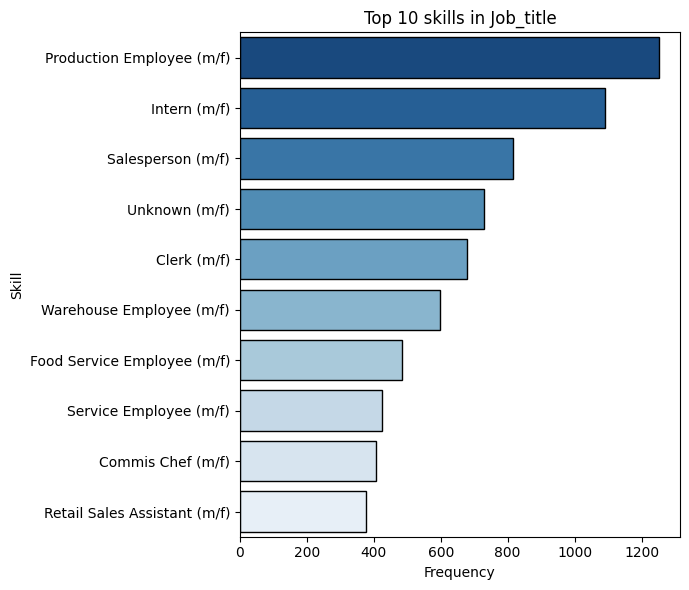 Top 10 skills in Job_title
Skill
Production Employee (m/f)
Intern (m/f)
Salesperson (m/f)
Unknown (m/f)
Clerk (m/f)
Warehouse Employee (m/f)
Food Service Employee (m/f)
Service Employee (m/f)
Commis Chef (m/f)
Retail Sales Assistant (m/f)
0 200 400 600 800 1000 1200
Frequency